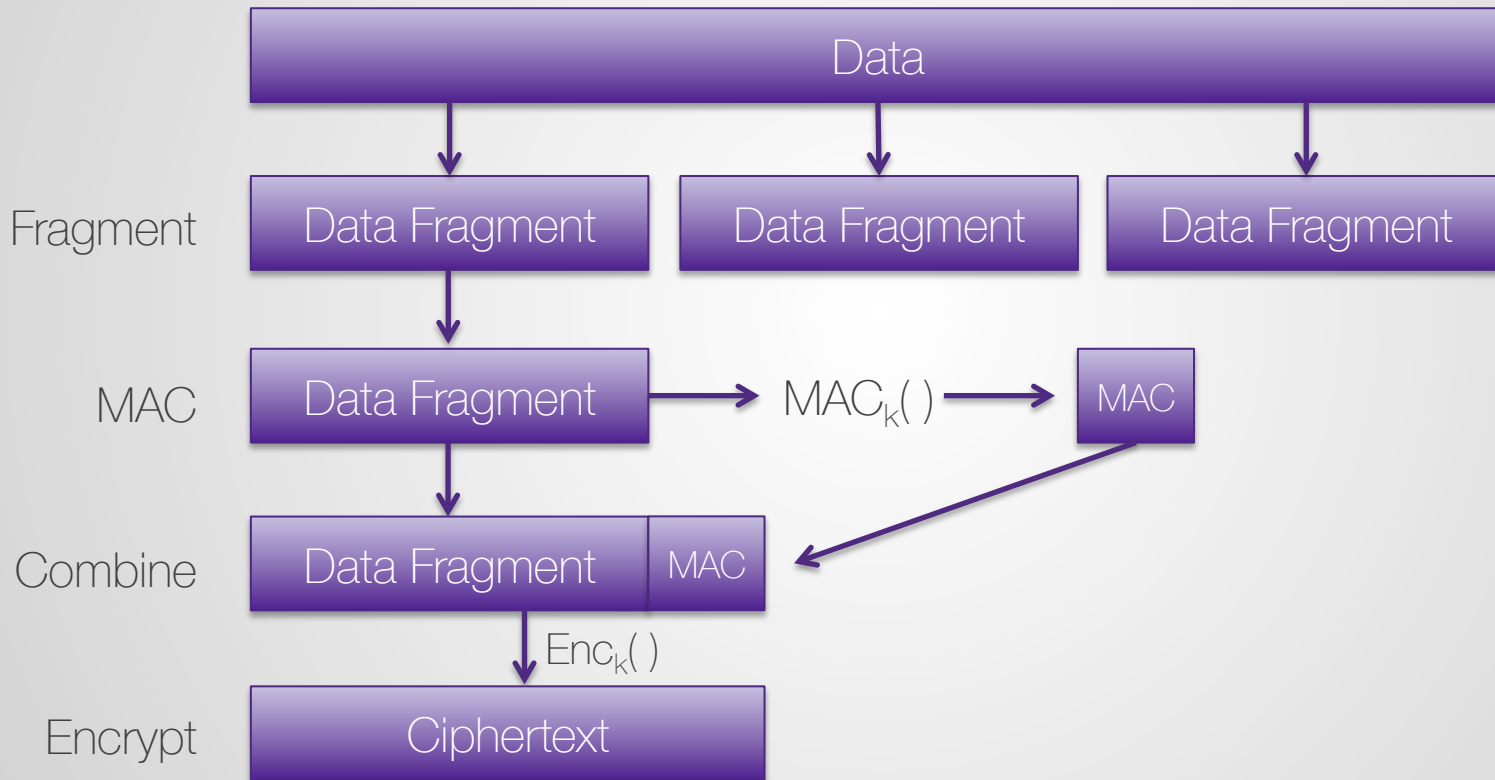 Data
Fragment Data Fragment Data Fragment Data Fragment
MAC Data Fragment MACk( ) MAC
Combine Data Fragment MAC
Enck( )
Encrypt Ciphertext